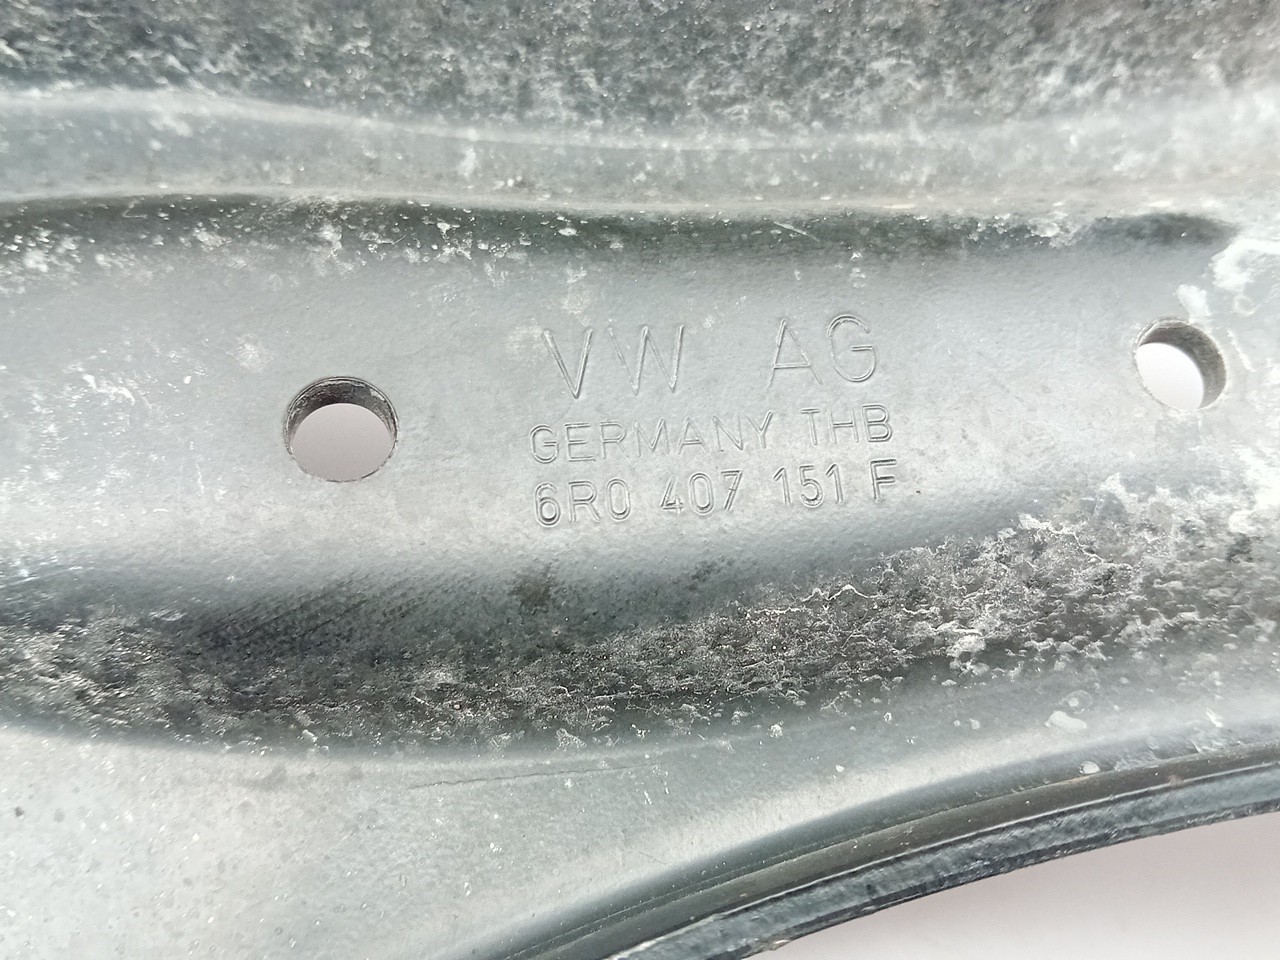 VW AG
GERMANY THB
6R0 407 151 F